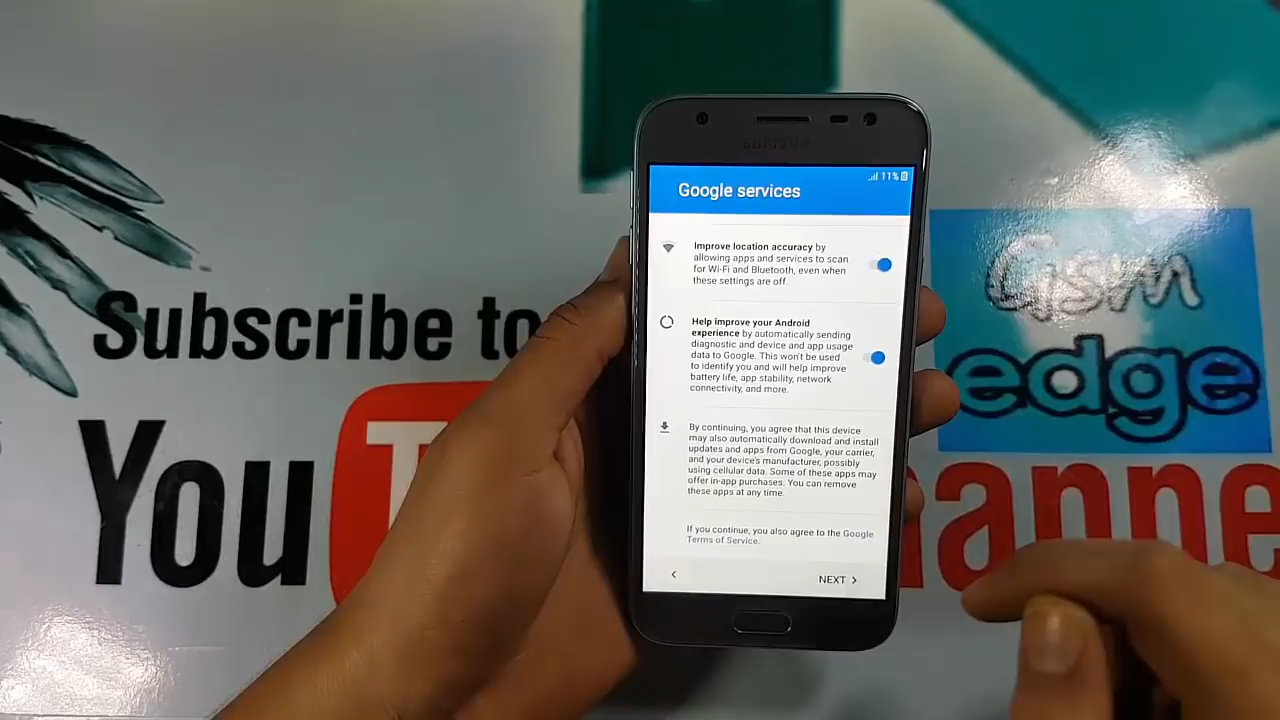 SAMSUNG
11%
Google services
Improve location accuracy by
allowing apps and services to scan
for Wi-Fi and Bluetooth, even when
these settings are off.
Help improve your Android
experience by automatically sending
diagnostic and device and app usage
data to Google. This won't be used
to identify you and will help improve
battery life, app stability, network
connectivity, and more.
By continuing, you agree that this device
may also automatically download and install
updates and apps from Google, your carrier,
and your device's manufacturer, possibly
using cellular data. Some of these apps may
offer in-app purchases. You can remove
these apps at any time.
If you continue, you also agree to the Google
Terms of Service.
NEXT
Subscribe to
You T
hanne
Gsm
edge